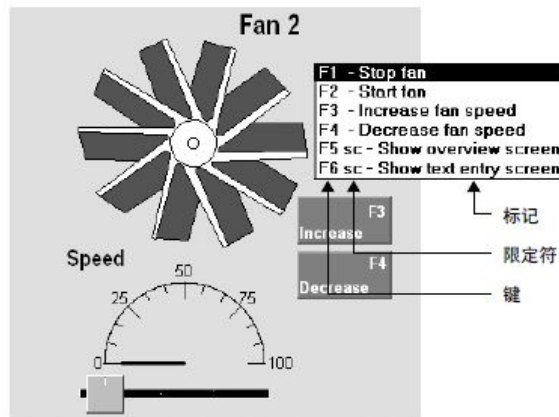 Fan 2
F1 - Stop fan
F2 - Start fan
F3 - Increase fan speed
F4 - Decrease fan speed
F5 sc - Show overview screen
F6 sc - Show text entry screen
标记
限定符
键
F3
Increase
F4
Decrease
Speed
0
25
50
75
100